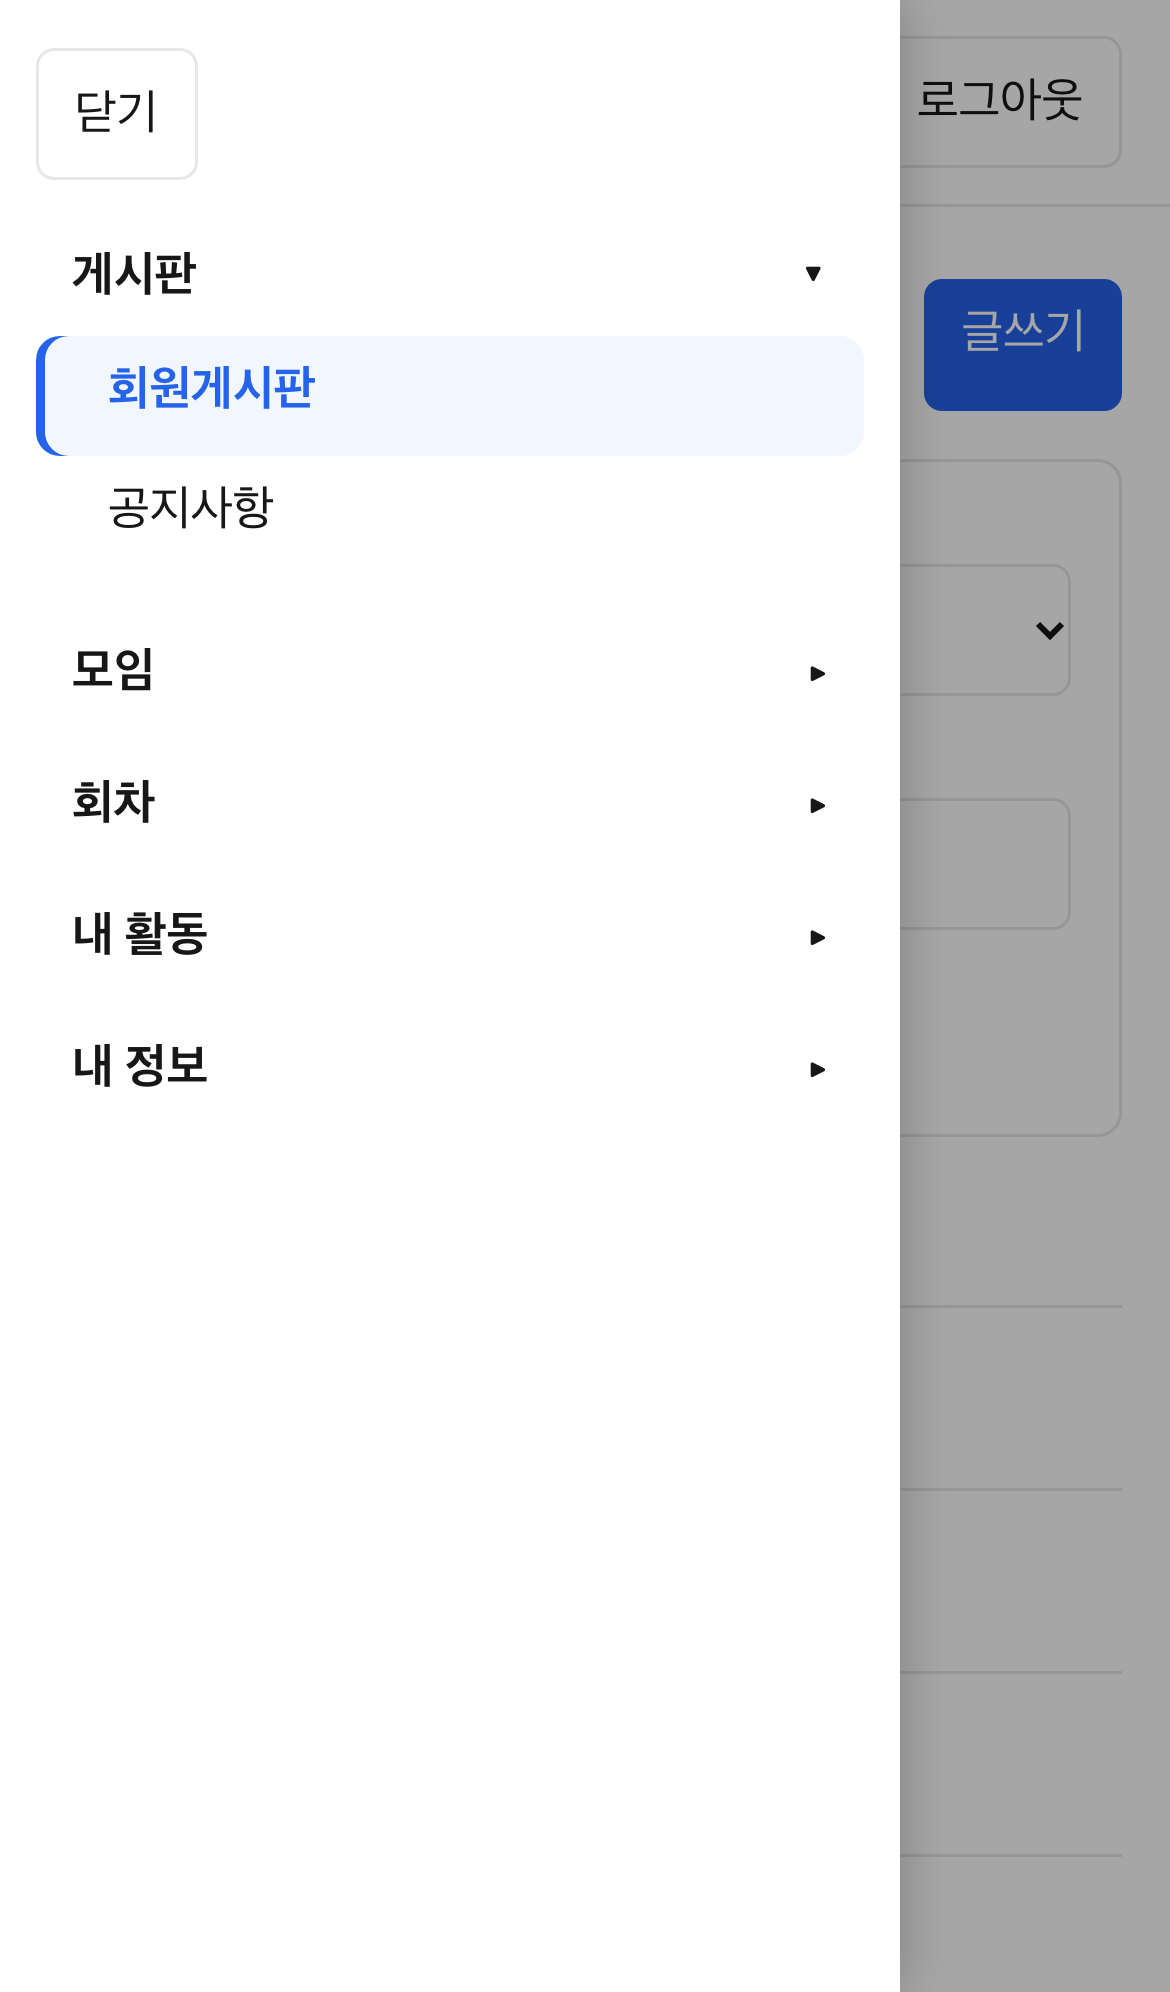 닫기
로그아웃
게시판
글쓰기
회원게시판
공지사항
모임
회차
내 활동
내 정보